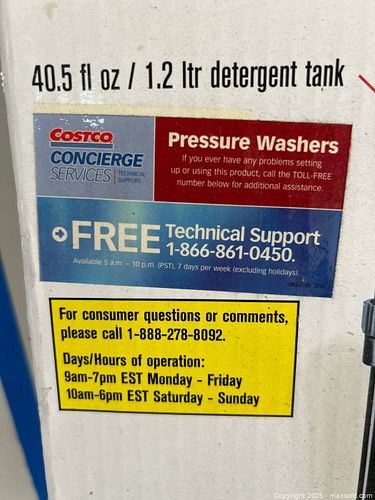 40.5 fl oz / 1.2 ltr detergent tank
COSTCO
CONCIERGE
SERVICES
TECHNICAL
SUPPORT
Pressure Washers
If you ever have any problems setting
up or using this product, call the TOLL-FREE
number below for additional assistance.
FREE Technical Support
1-866-861-0450.
Available 5 a.m. – 10 p.m. (PST), 7 days per week (excluding holidays).
For consumer questions or comments,
please call 1-888-278-8092.
Days/Hours of operation:
9am-7pm EST Monday - Friday
10am-6pm EST Saturday - Sunday
Copyright 2025 - maxsold.com